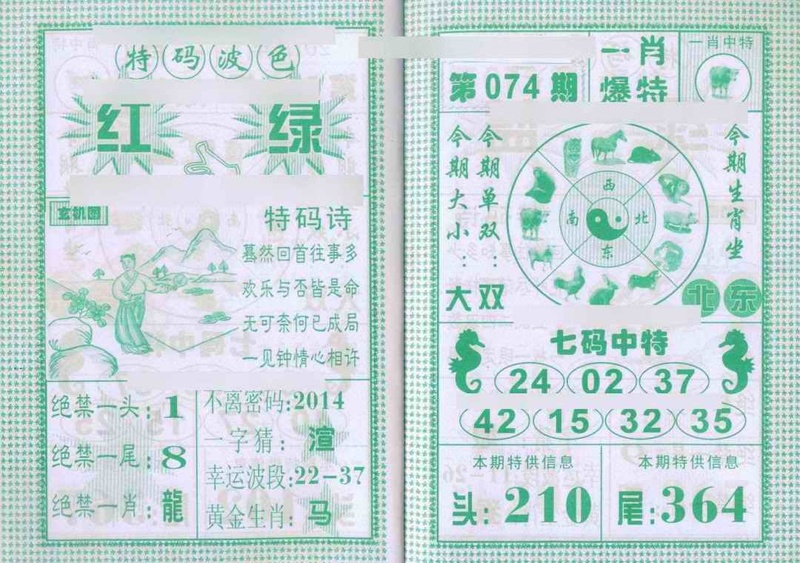 特码波色
红 绿
玄机图
特码诗
蓦然回首往事多
欢乐与否皆是命
无可奈何已成局
一见钟情心相许
绝禁一头:1
绝禁一尾:8
绝禁一肖:龍
不离密码:2014
一字猜:渲
幸运波段:22-37
黄金生肖:马
第074期
一肖
爆特
一肖中特
今期大小:大
今期单双:双
西
南 北
东
今期生肖坐
北东
七码中特
24 02 37
42 15 32 35
本期特供信息
头:210
本期特供信息
尾:364